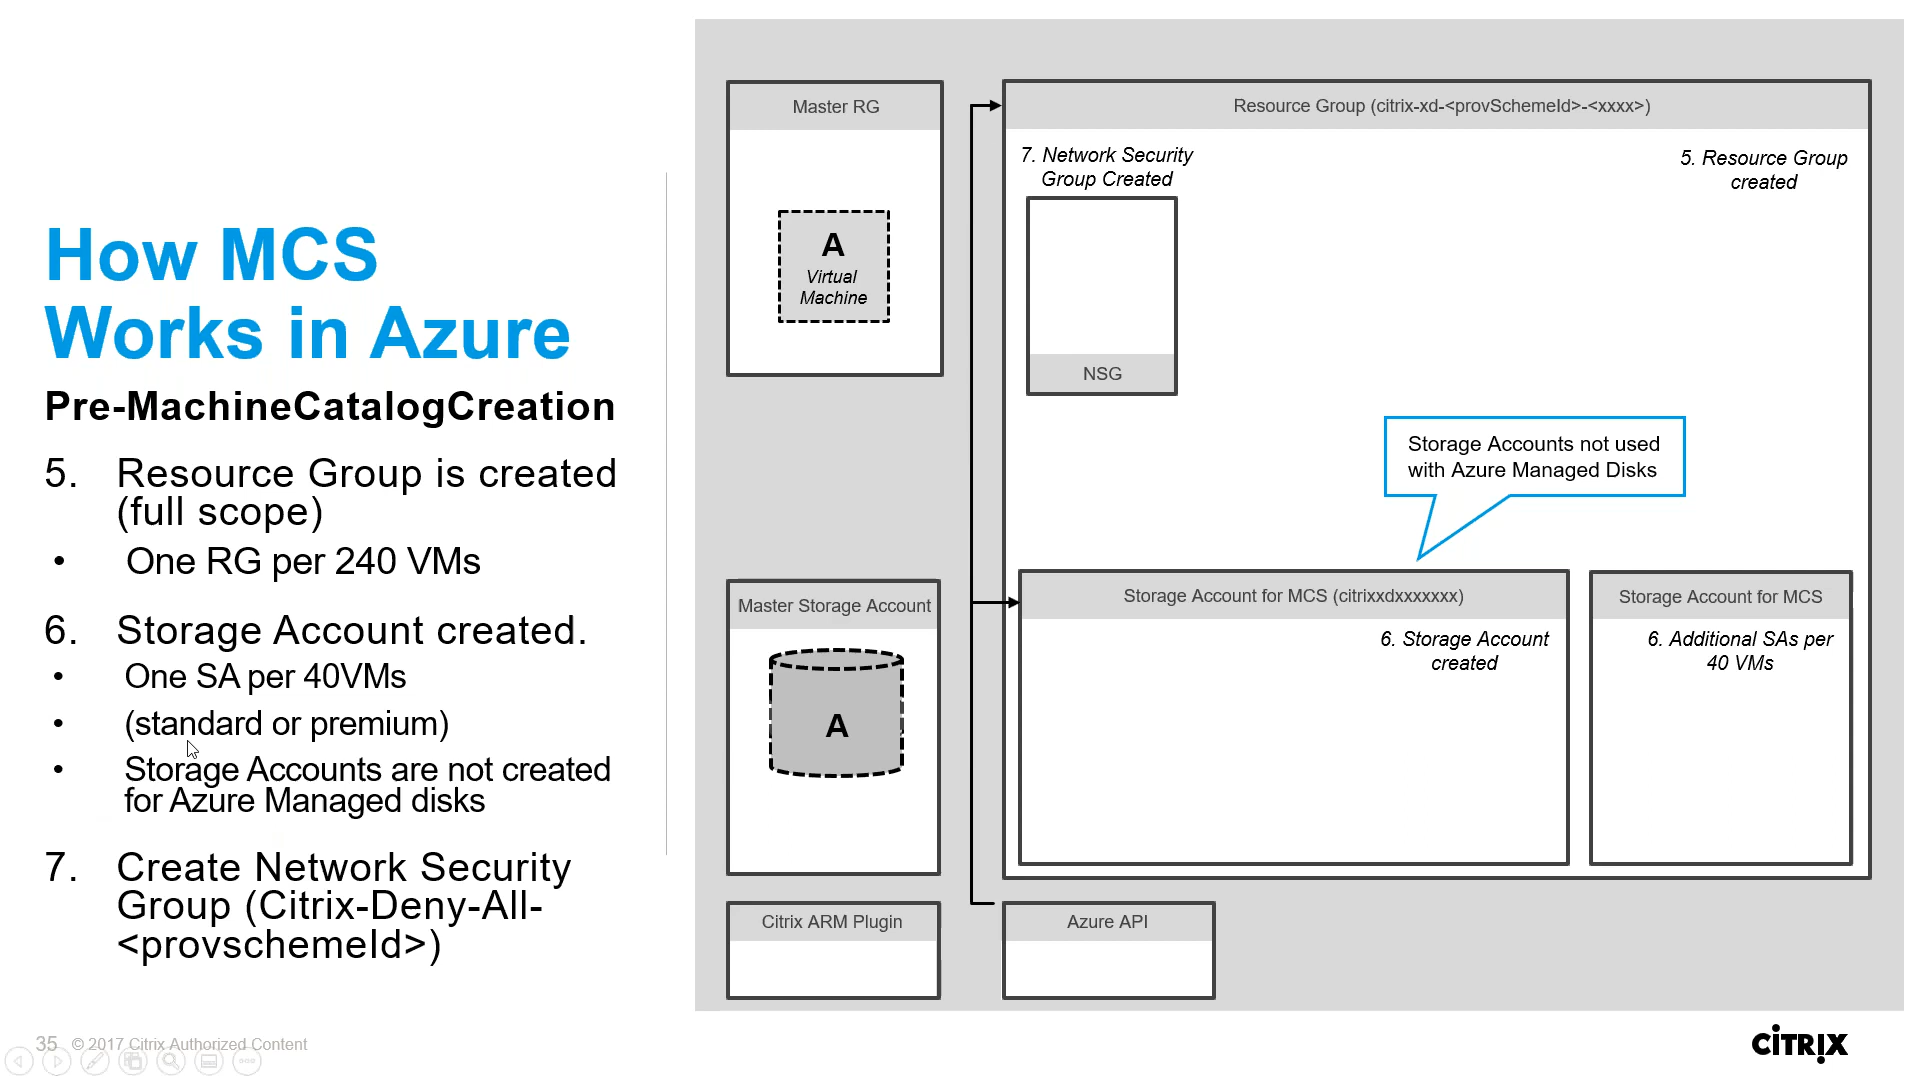 How MCS
Works in Azure
Pre-MachineCatalogCreation
5. Resource Group is created
(full scope)
• One RG per 240 VMs
6. Storage Account created.
• One SA per 40VMs
• (standard or premium)
• Storage Accounts are not created
for Azure Managed disks
7. Create Network Security
Group (Citrix-Deny-All-
<provschemeId>)
Master RG
A
Virtual
Machine
Master Storage Account
A
Citrix ARM Plugin
Azure API
Resource Group (citrix-xd-<provSchemeId>-<xxxx>)
7. Network Security
Group Created
NSG
5. Resource Group
created
Storage Accounts not used
with Azure Managed Disks
Storage Account for MCS (citrixxdxxxxxxx)
6. Storage Account
created
Storage Account for MCS
6. Additional SAs per
40 VMs
35 © 2017 Citrix Authorized Content
CİTRIX